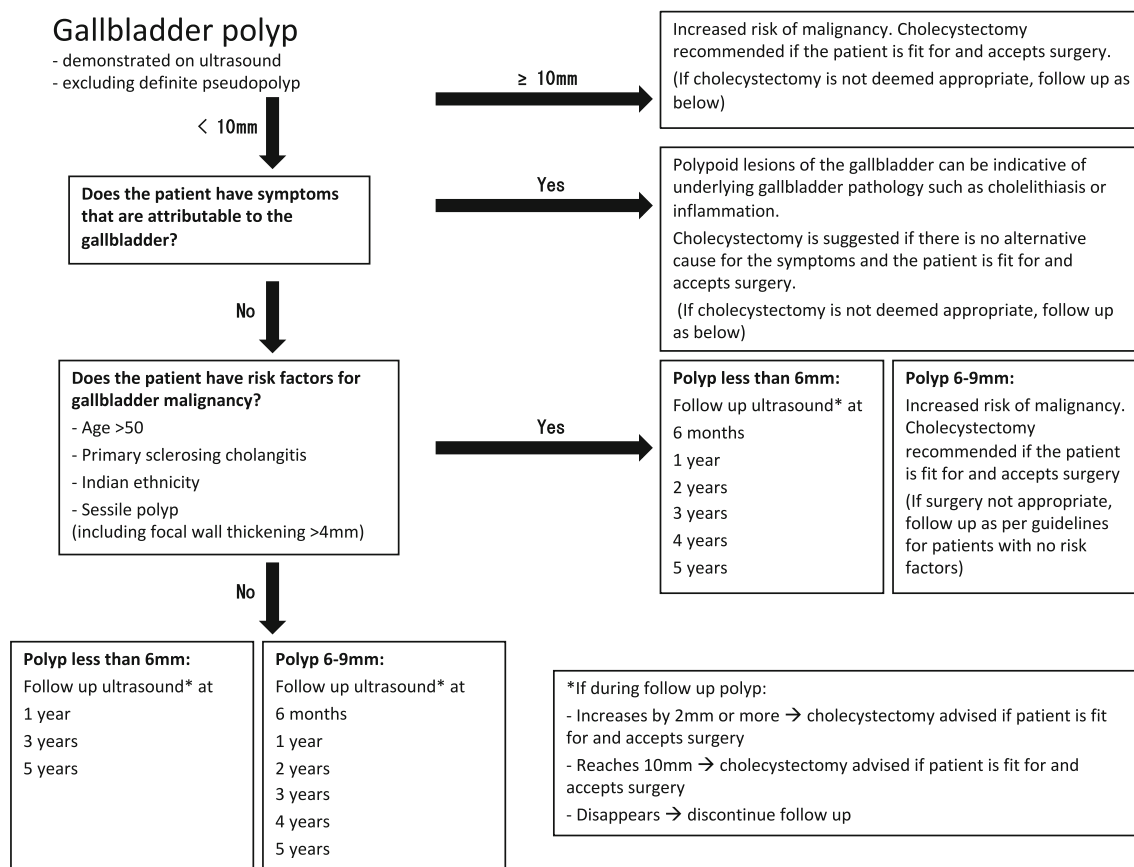 Gallbladder polyp
- demonstrated on ultrasound
- excluding definite pseudopolyp
≥ 10mm
Increased risk of malignancy. Cholecystectomy
recommended if the patient is fit for and accepts surgery.
(If cholecystectomy is not deemed appropriate, follow up as
below)
< 10mm
Does the patient have symptoms
that are attributable to the
gallbladder?
Yes
Polypoid lesions of the gallbladder can be indicative of
underlying gallbladder pathology such as cholelithiasis or
inflammation.
Cholecystectomy is suggested if there is no alternative
cause for the symptoms and the patient is fit for and
accepts surgery.
(If cholecystectomy is not deemed appropriate, follow up
as below)
No
Does the patient have risk factors for
gallbladder malignancy?
- Age >50
- Primary sclerosing cholangitis
- Indian ethnicity
- Sessile polyp
(including focal wall thickening >4mm)
Yes
Polyp less than 6mm:
Follow up ultrasound* at
6 months
1 year
2 years
3 years
4 years
5 years
Polyp 6-9mm:
Increased risk of malignancy.
Cholecystectomy
recommended if the patient
is fit for and accepts surgery
(If surgery not appropriate,
follow up as per guidelines
for patients with no risk
factors)
No
Polyp less than 6mm:
Follow up ultrasound* at
1 year
3 years
5 years
Polyp 6-9mm:
Follow up ultrasound* at
6 months
1 year
2 years
3 years
4 years
5 years
*If during follow up polyp:
- Increases by 2mm or more → cholecystectomy advised if patient is fit
for and accepts surgery
- Reaches 10mm → cholecystectomy advised if patient is fit for and
accepts surgery
- Disappears → discontinue follow up